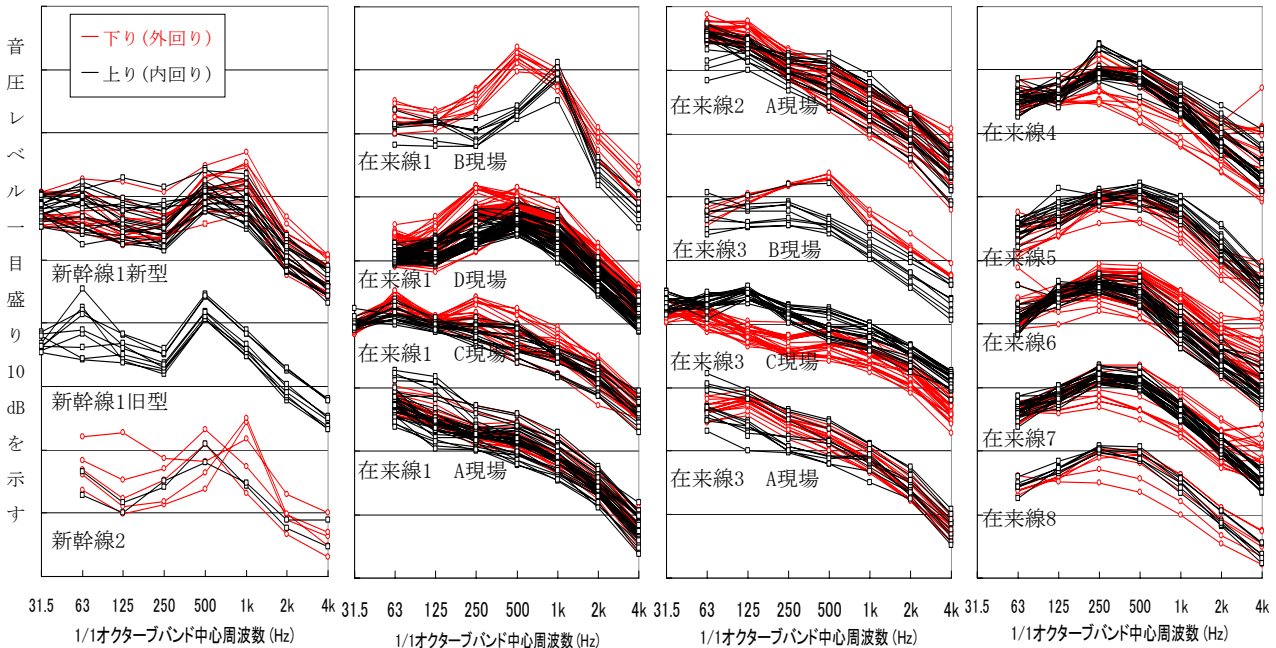 音圧レベル一目盛り10dBを示す
下り(外回り)
上り(内回り)
新幹線1新型
新幹線1旧型
新幹線2
31.5 63 125 250 500 1k 2k 4k
1/1オクターブバンド中心周波数(Hz)
在来線1 B現場
在来線1 D現場
在来線1 C現場
在来線1 A現場
31.5 63 125 250 500 1k 2k 4k
1/1オクターブバンド中心周波数(Hz)
在来線2 A現場
在来線3 B現場
在来線3 C現場
在来線3 A現場
31.5 63 125 250 500 1k 2k 4k
1/1オクターブバンド中心周波数(Hz)
在来線4
在来線5
在来線6
在来線7
在来線8
31.5 63 125 250 500 1k 2k 4k
1/1オクターブバンド中心周波数(Hz)